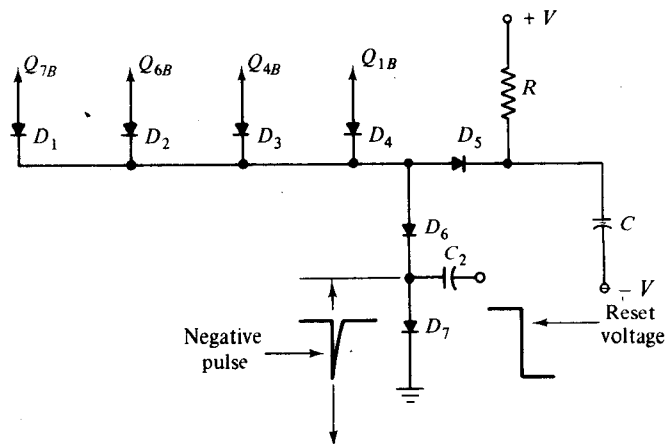 + V
Q7B
Q6B
Q4B
Q1B
R
D1
D2
D3
D4
D5
D6
C2
C
− V
Reset
voltage
D7
Negative
pulse